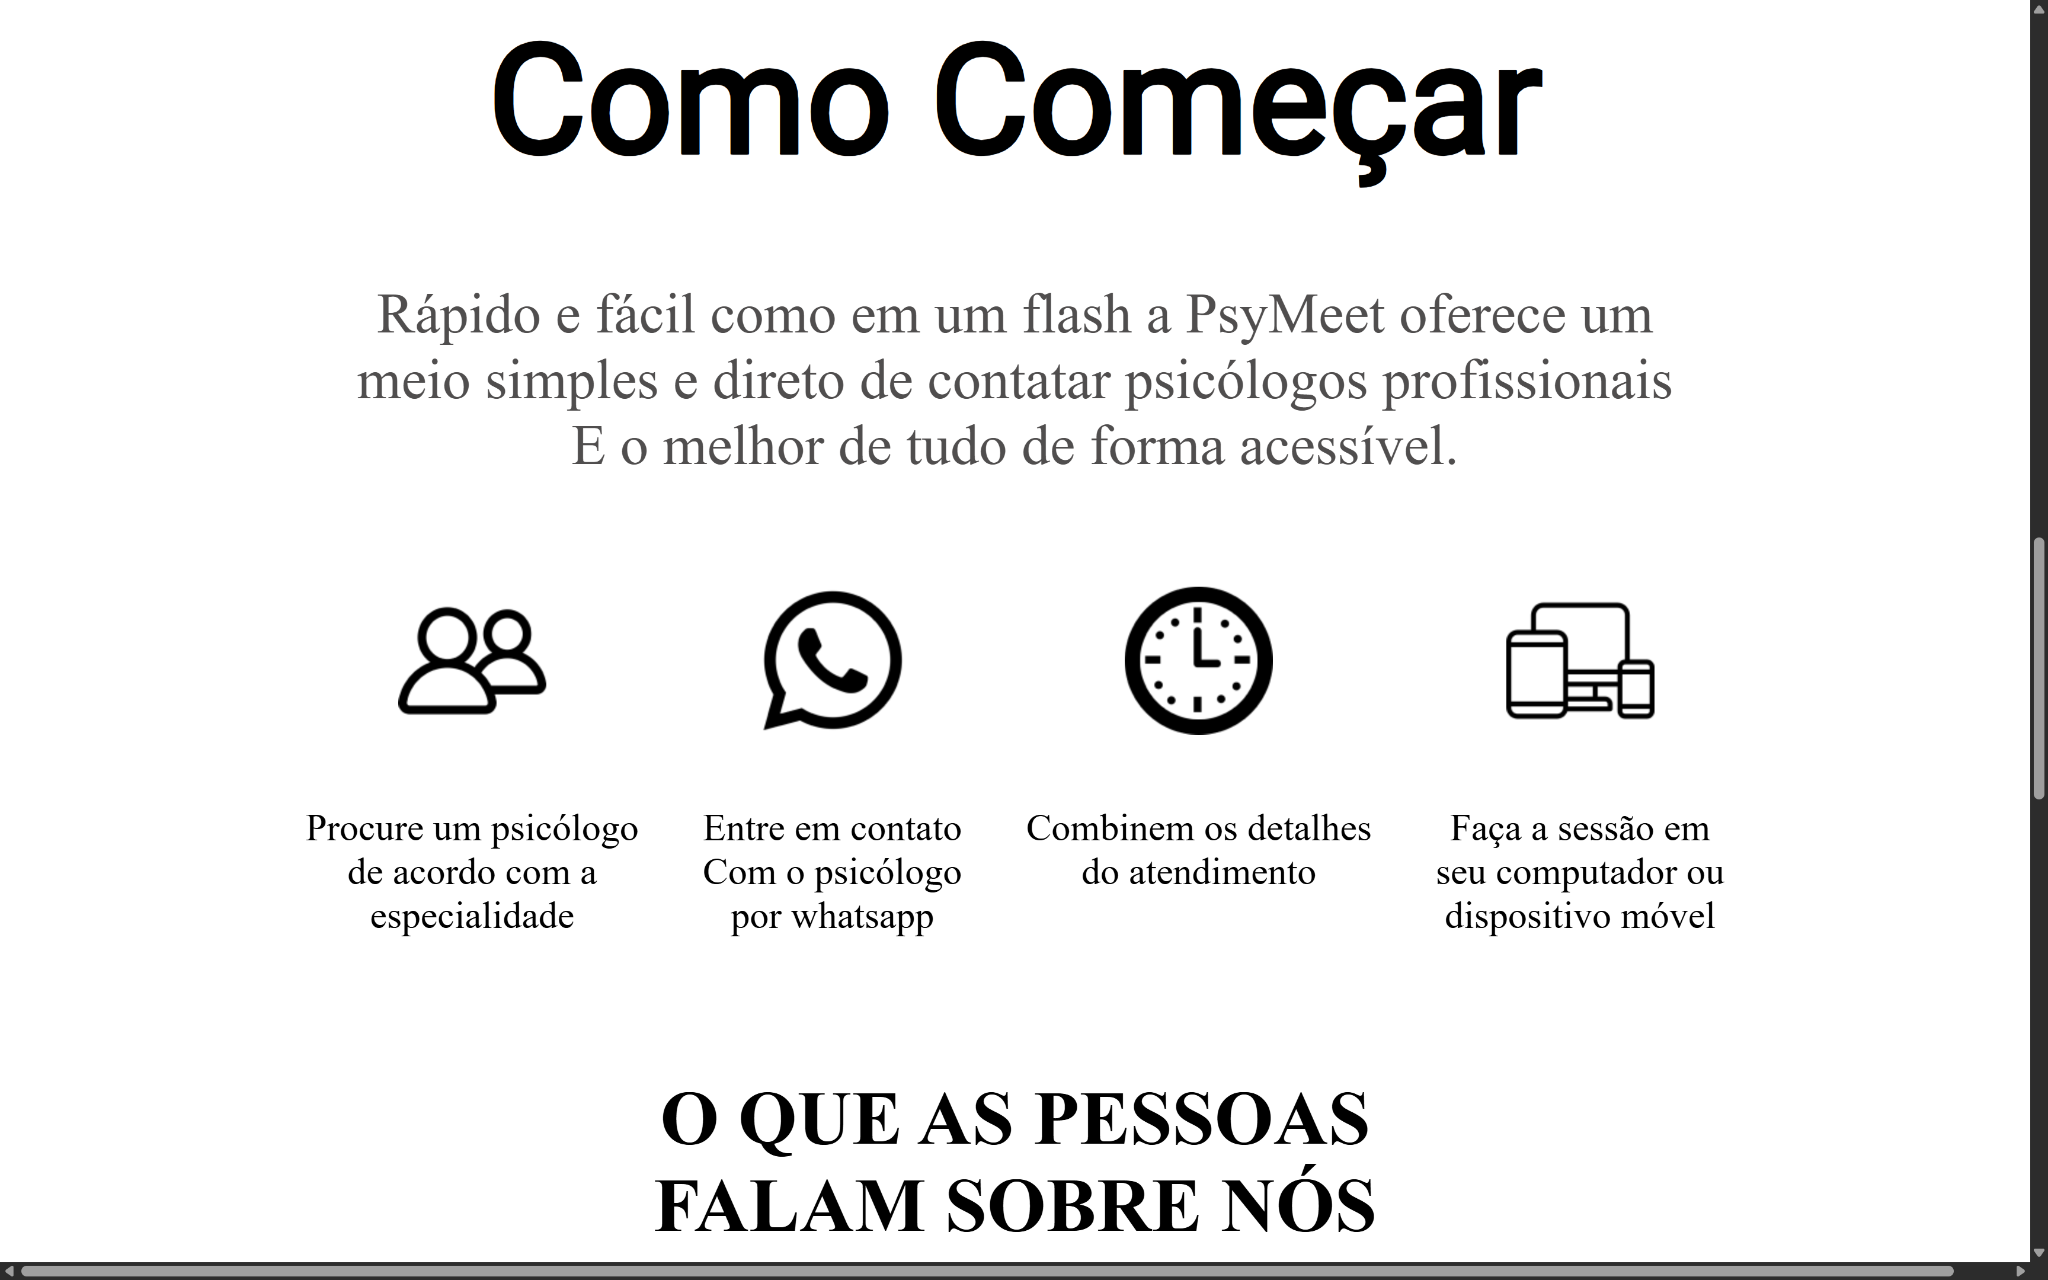 Como Começar
Rápido e fácil como em um flash a PsyMeet oferece um
meio simples e direto de contatar psicólogos profissionais
E o melhor de tudo de forma acessível.
Procure um psicólogo
de acordo com a
especialidade
Entre em contato
Com o psicólogo
por whatsapp
Combinem os detalhes
do atendimento
Faça a sessão em
seu computador ou
dispositivo móvel
O QUE AS PESSOAS
FALAM SOBRE NÓS